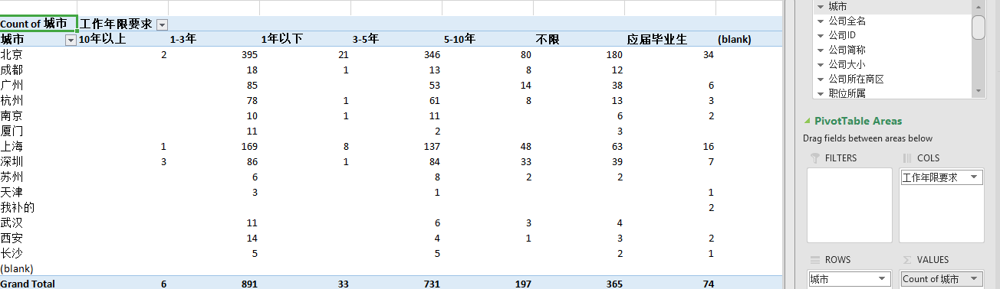 Count of 城市 工作年限要求
城市 10年以上 1-3年 1年以下 3-5年 5-10年 不限 应届毕业生 (blank)
北京 2 395 21 346 80 180 34
成都 18 1 13 8 12
广州 85 53 14 38 6
杭州 78 1 61 8 13 3
南京 10 1 11 6 2
厦门 11 2 3
上海 1 169 8 137 48 63 16
深圳 3 86 1 84 33 39 7
苏州 6 8 2 2
天津 3 1 1
我补的 2
武汉 11 6 3 4
西安 14 4 1 3 2
长沙 5 5 2 1
(blank)
Grand Total 6 891 33 731 197 365 74
城市
公司全名
公司ID
公司简称
公司大小
公司所在商区
职位所属
PivotTable Areas
Drag fields between areas below
FILTERS COLS
工作年限要求
ROWS VALUES
城市 Count of 城市